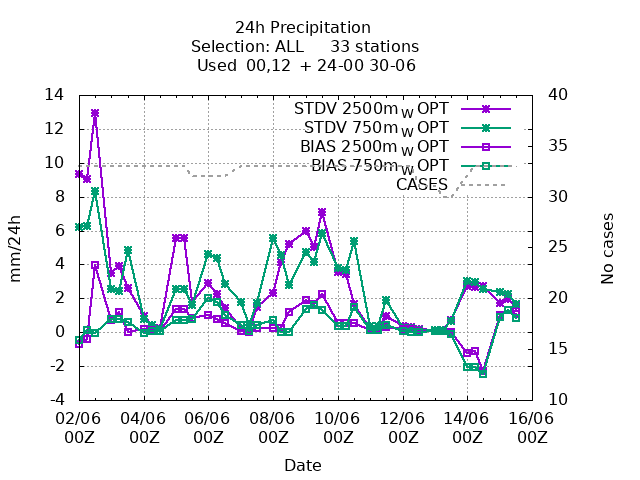 24h Precipitation
Selection: ALL 33 stations
Used 00,12 + 24-00 30-06
14
12
10
8
6
4
2
0
-2
-4
mm/24h
40
35
30
25
20
15
10
No cases
STDV 2500m W OPT
STDV 750m W OPT
BIAS 2500m W OPT
BIAS 750m W OPT
CASES
02/06 04/06 06/06 08/06 10/06 12/06 14/06 16/06
00Z 00Z 00Z 00Z 00Z 00Z 00Z 00Z
Date